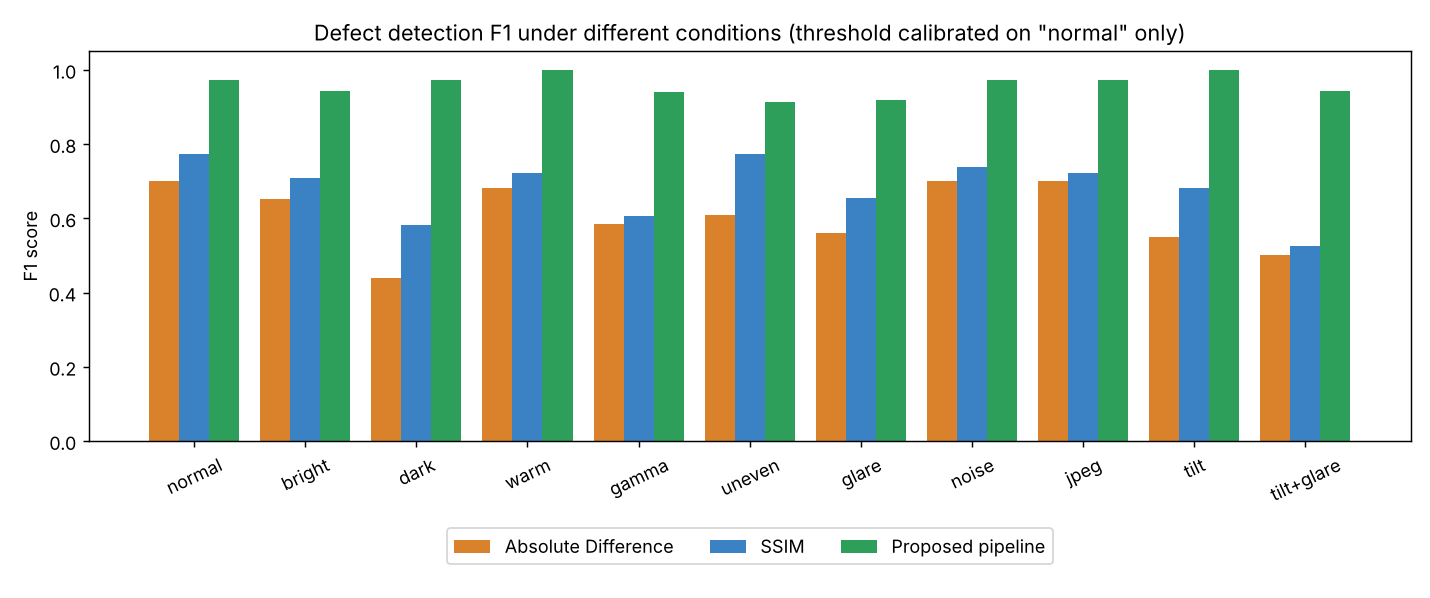 Defect detection F1 under different conditions (threshold calibrated on "normal" only)
F1 score
1.0
0.8
0.6
0.4
0.2
0.0
normal
bright
dark
warm
gamma
uneven
glare
noise
jpeg
tilt
tilt+glare
Absolute Difference
SSIM
Proposed pipeline